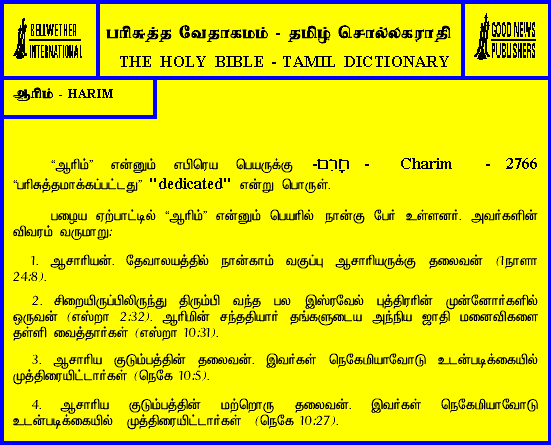 BELLWETHER
INTERNATIONAL
பரிசுத்த வேதாகமம் - தமிழ் சொல்லகராதி
THE HOLY BIBLE - TAMIL DICTIONARY
GOOD NEWS
PUBLISHERS
ஆரிம் - HARIM
“ஆரிம்” என்னும் எபிரெய பெயருக்கு -חָרִם - Charim - 2766
“பரிசுத்தமாக்கப்பட்டது” "dedicated" என்று பொருள்.
பழைய ஏற்பாட்டில் “ஆரிம்” என்னும் பெயரில் நான்கு பேர் உள்ளனர். அவர்களின்
விவரம் வருமாறு:
1. ஆசாரியன். தேவாலயத்தில் நான்காம் வகுப்பு ஆசாரியருக்கு தலைவன் (1நாளா
24:8).
2. சிறையிருப்பிலிருந்து திரும்பி வந்த பல இஸ்ரவேல் புத்திரரின் முன்னோர்களில்
ஒருவன் (எஸ்றா 2:32). ஆரிமின் சந்ததியார் தங்களுடைய அந்நிய ஜாதி மனைவிகளை
தள்ளி வைத்தார்கள் (எஸ்றா 10:31).
3. ஆசாரிய குடும்பத்தின் தலைவன். இவர்கள் நெகேமியாவோடு உடன்படிக்கையில்
முத்திரையிட்டார்கள் (நெகே 10:5).
4. ஆசாரிய குடும்பத்தின் மற்றொரு தலைவன். இவர்கள் நெகேமியாவோடு
உடன்படிக்கையில் முத்திரையிட்டார்கள் (நெகே 10:27).